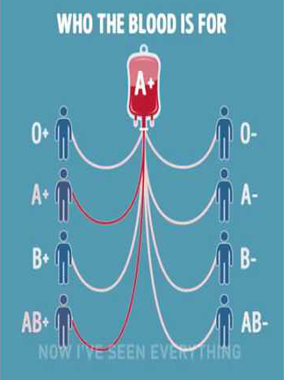 WHO THE BLOOD IS FOR
A+
O+ O-
A+ A-
B+ B-
AB+ AB-
NOW I'VE SEEN EVERYTHING